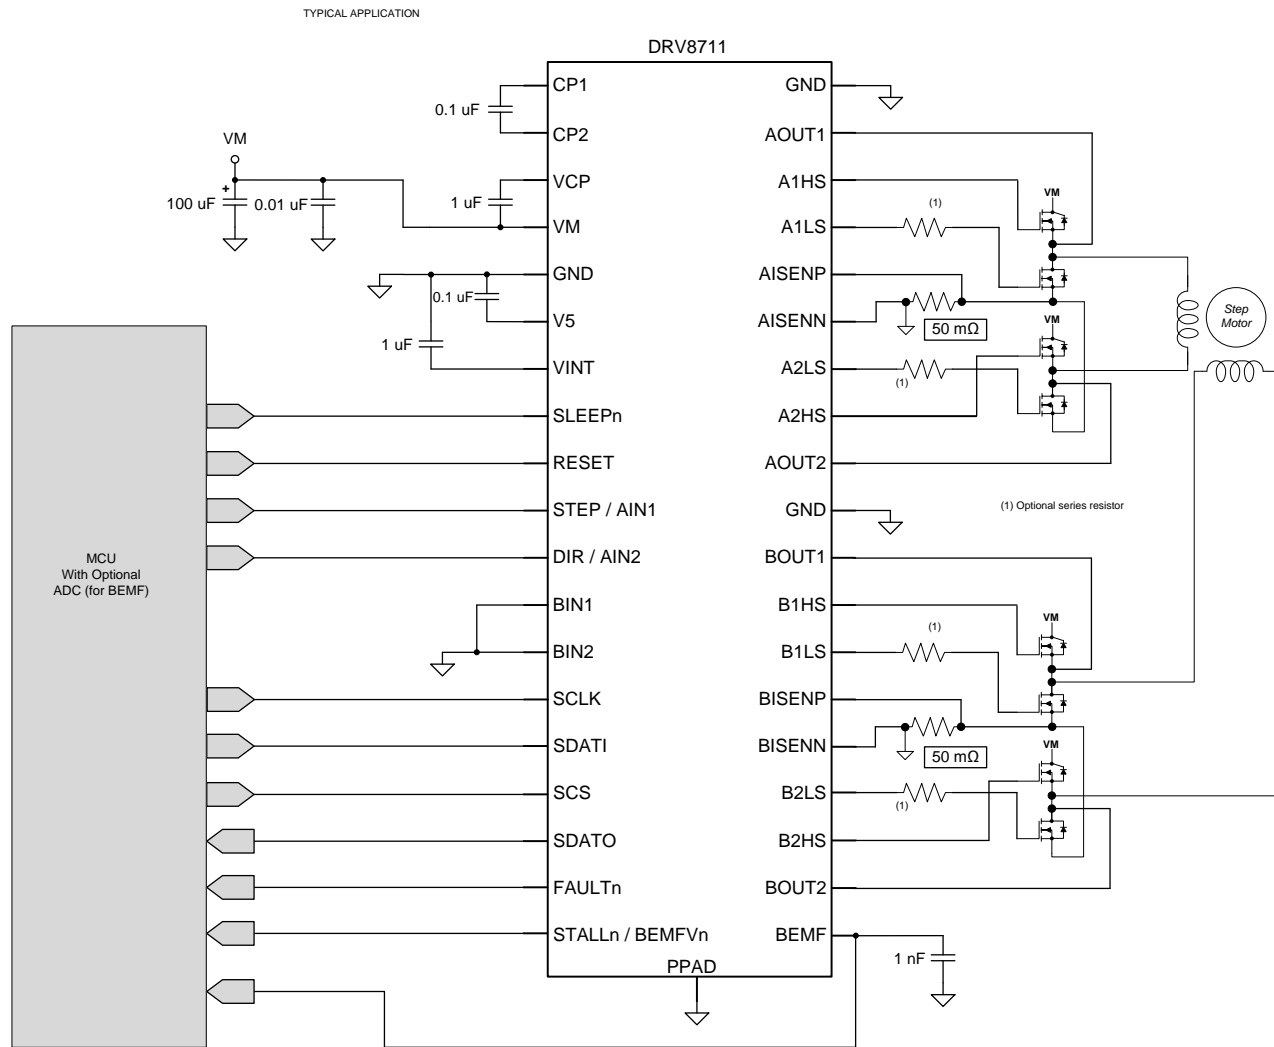 TYPICAL APPLICATION
DRV8711
CP1
GND
0.1 uF
CP2
AOUT1
VM
VCP
A1HS
+
100 uF
0.01 uF
1 uF
VM
A1LS
(1)
VM
GND
AISENP
0.1 uF
V5
AISENN
50 mΩ
VM
Step
Motor
1 uF
VINT
A2LS
(1)
SLEEPn
A2HS
RESET
AOUT2
STEP / AIN1
GND
(1) Optional series resistor
MCU
With Optional
ADC (for BEMF)
DIR / AIN2
BOUT1
BIN1
B1HS
VM
BIN2
B1LS
(1)
SCLK
BISENP
SDATI
BISENN
50 mΩ
VM
SCS
B2LS
(1)
SDATO
B2HS
FAULTn
BOUT2
STALLn / BEMFVn
BEMF
1 nF
PPAD